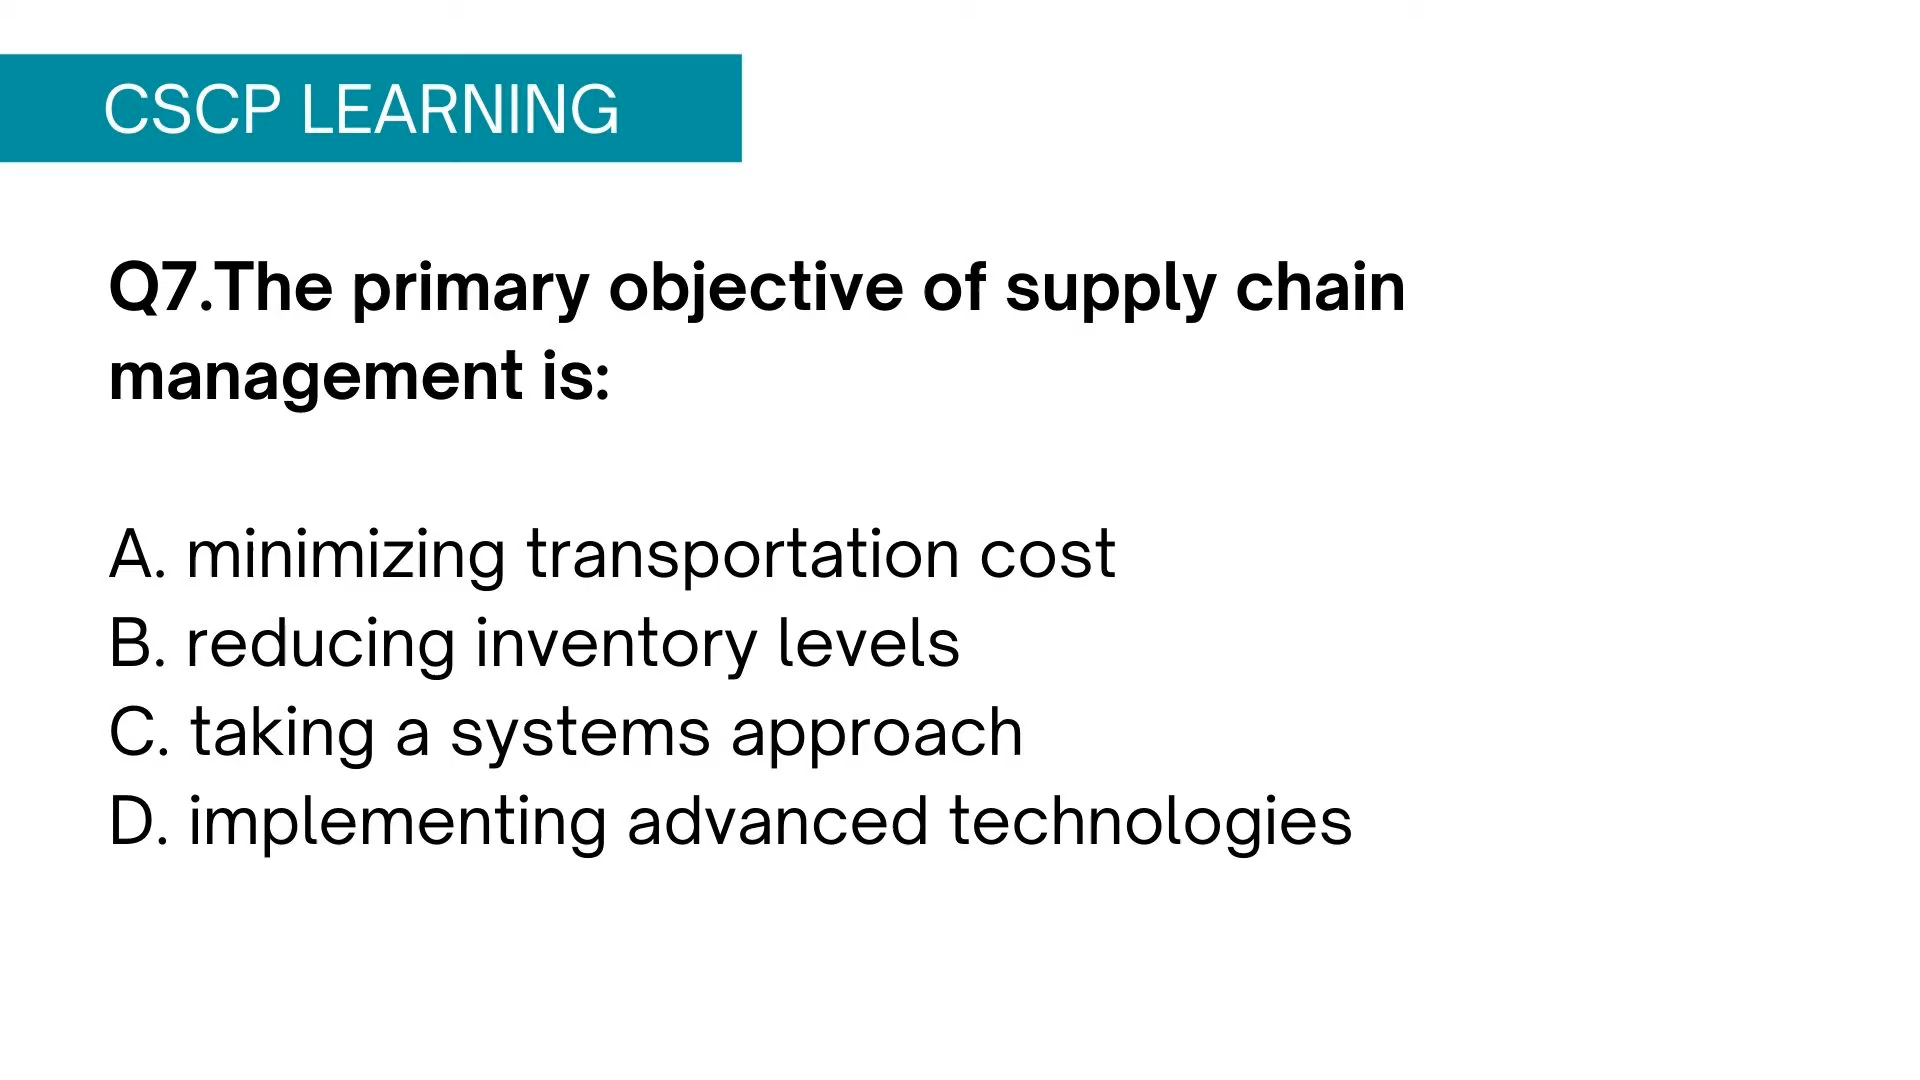 CSCP LEARNING
Q7.The primary objective of supply chain
management is:
A. minimizing transportation cost
B. reducing inventory levels
C. taking a systems approach
D. implementing advanced technologies